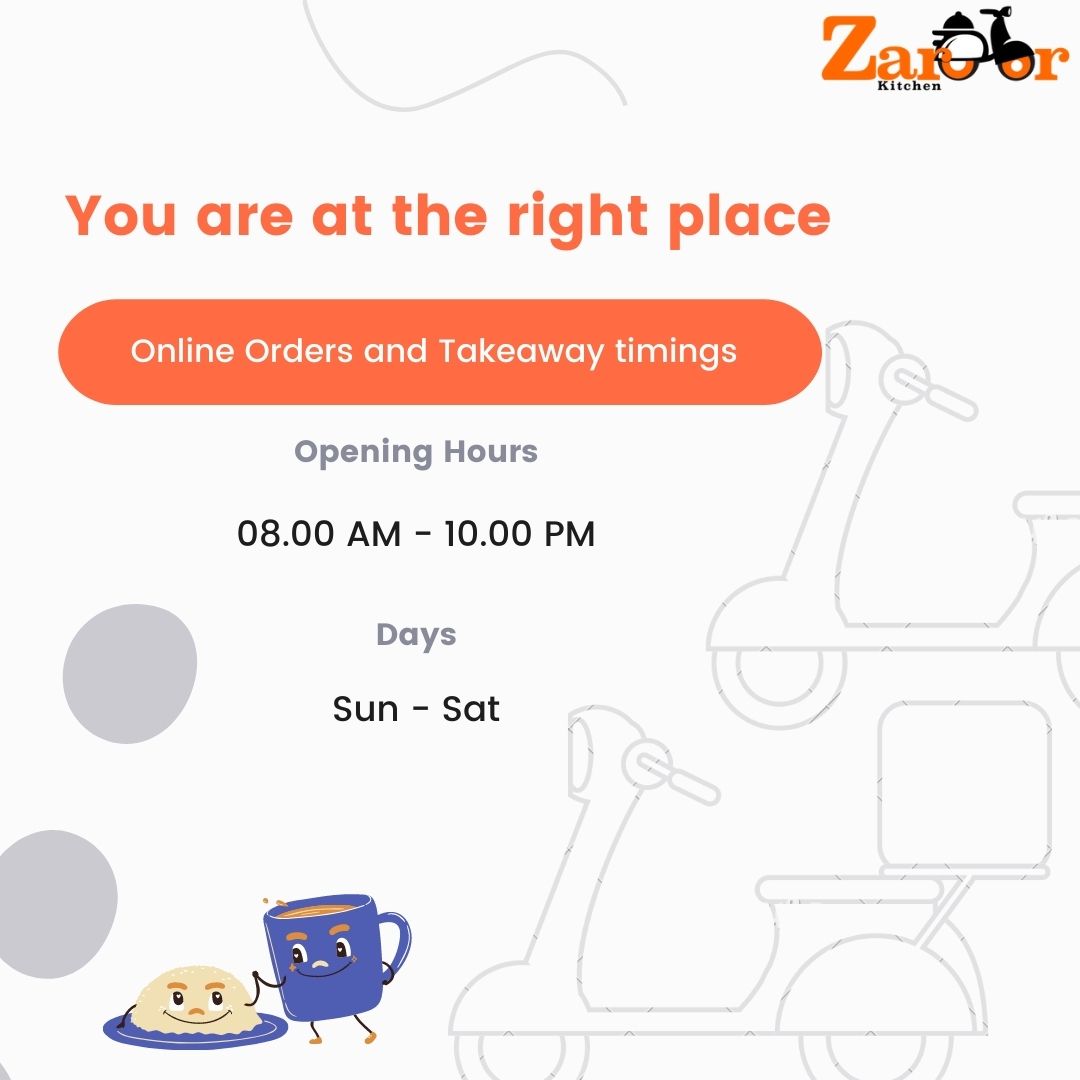 Zaroor
Kitchen
You are at the right place
Online Orders and Takeaway timings
Opening Hours
08.00 AM - 10.00 PM
Days
Sun - Sat